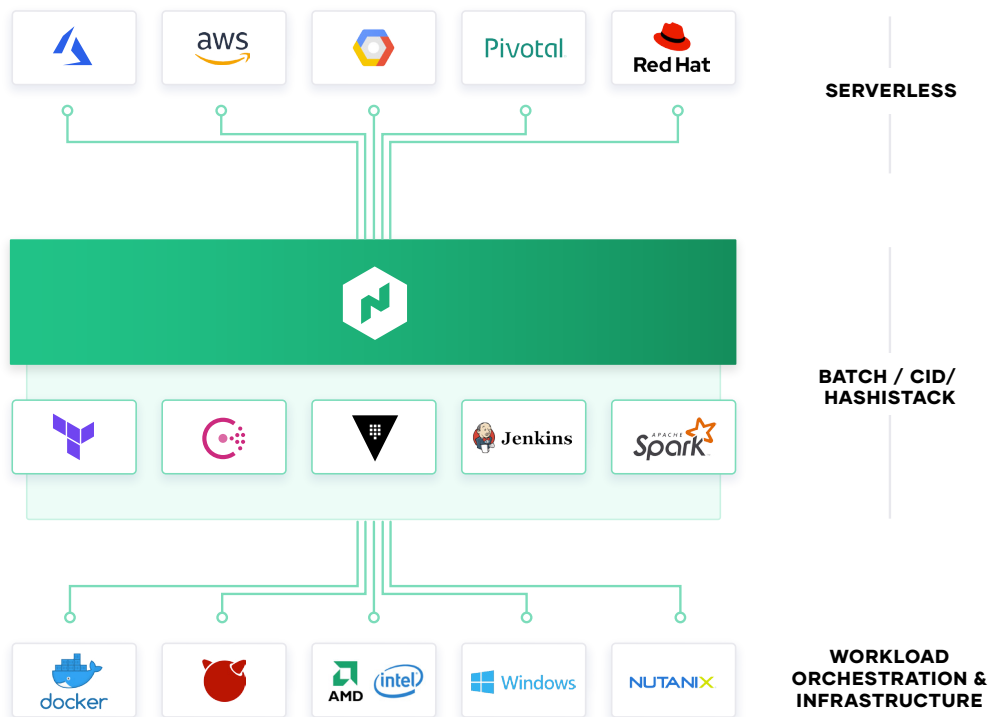 aws
Pivotal
Red Hat
SERVERLESS
BATCH / CID/
HASHISTACK
Jenkins
APACHE
Spark
docker
AMD
intel
Windows
NUTANIX
WORKLOAD
ORCHESTRATION &
INFRASTRUCTURE